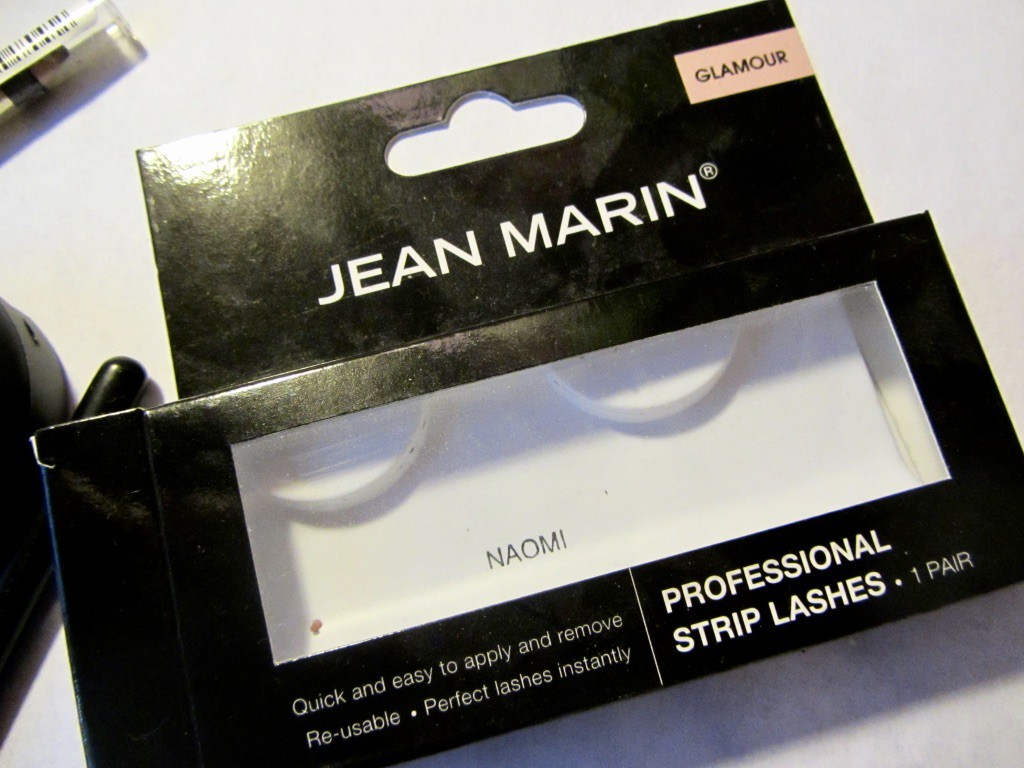 GLAMOUR
JEAN MARIN®
NAOMI
Quick and easy to apply and remove
Re-usable • Perfect lashes instantly
PROFESSIONAL
STRIP LASHES • 1 PAIR